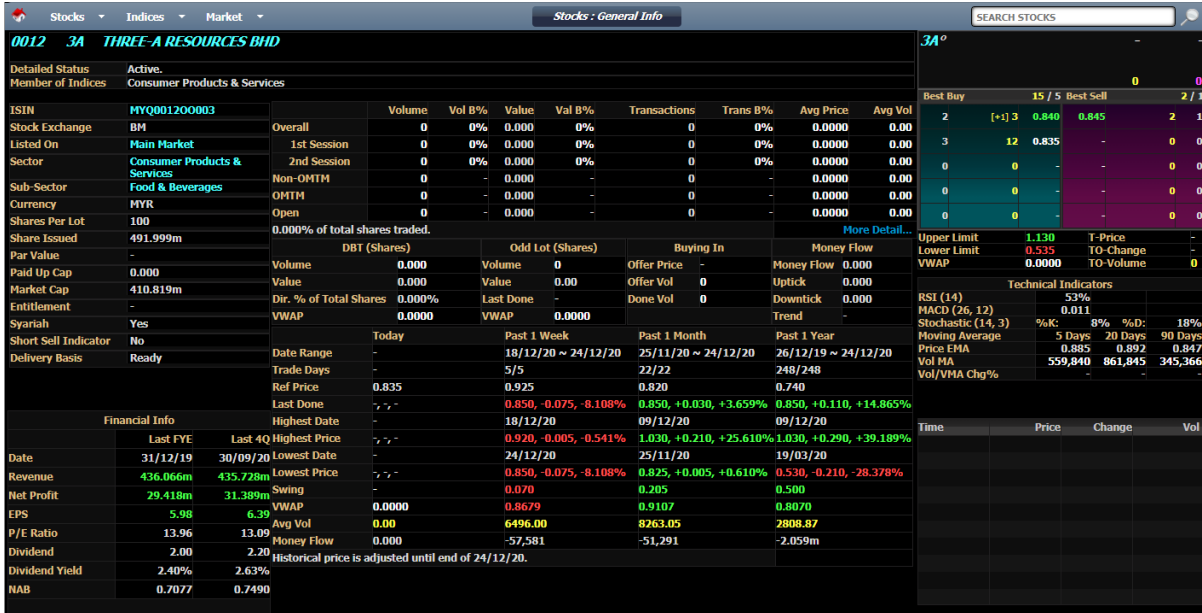 Stocks Indices Market Stocks : General Info SEARCH STOCKS
0012 3A THREE-A RESOURCES BHD
Detailed Status Active.
Member of Indices Consumer Products & Services
ISIN MYQ0012OO003
Stock Exchange BM
Listed On Main Market
Sector Consumer Products & Services
Sub-Sector Food & Beverages
Currency MYR
Shares Per Lot 100
Share Issued 491.999m
Par Value -
Paid Up Cap 0.000
Market Cap 410.819m
Entitlement -
Syariah Yes
Short Sell Indicator No
Delivery Basis Ready
Financial Info
Last FYE Last 4Q
Date 31/12/19 30/09/20
Revenue 436.066m 435.728m
Net Profit 29.418m 31.389m
EPS 5.98 6.39
P/E Ratio 13.96 13.09
Dividend 2.00 2.20
Dividend Yield 2.40% 2.63%
NAB 0.7077 0.7490
Volume Vol B% Value Val B% Transactions Trans B% Avg Price Avg Vol
Overall 0 0% 0.000 0% 0 0% 0.0000 0.00
1st Session 0 0% 0.000 0% 0 0% 0.0000 0.00
2nd Session 0 0% 0.000 0% 0 0% 0.0000 0.00
Non-OMTM 0 - 0.000 0 - 0.0000 0.00
OMTM 0 - 0.000 0 - 0.0000 0.00
Open 0 - 0.000 0 - 0.0000 0.00
0.000% of total shares traded. More Detail...
DBT (Shares) Odd Lot (Shares) Buying In Money Flow
Volume 0.000 Volume 0 Offer Price - Money Flow 0.000
Value 0.000 Value 0.00 Offer Vol 0 Uptick 0.000
Dir. % of Total Shares 0.000% Last Done - Done Vol 0 Downtick 0.000
VWAP 0.0000 VWAP 0.0000 Trend -
Today Past 1 Week Past 1 Month Past 1 Year
Date Range - 18/12/20 ~ 24/12/20 25/11/20 ~ 24/12/20 26/12/19 ~ 24/12/20
Trade Days - 5/5 22/22 248/248
Ref Price 0.835 0.925 0.820 0.740
Last Done -, -, - 0.850, -0.075, -8.108% 0.850, +0.030, +3.659% 0.850, +0.110, +14.865%
Highest Date - 18/12/20 09/12/20 09/12/20
Highest Price -, -, - 0.920, -0.005, -0.541% 1.030, +0.210, +25.610% 1.030, +0.290, +39.189%
Lowest Date - 24/12/20 25/11/20 19/03/20
Lowest Price -, -, - 0.850, -0.075, -8.108% 0.825, +0.005, +0.610% 0.530, -0.210, -28.378%
Swing - 0.070 0.205 0.500
VWAP 0.0000 0.8679 0.9107 0.8070
Avg Vol 0.00 6496.00 8263.05 2808.87
Money Flow 0.000 -57,581 -51,291 -2.059m
Historical price is adjusted until end of 24/12/20.
3A° - -
0 0
Best Buy 15 / 5 Best Sell 2 / 1
2 [+1] 3 0.840 0.845 2 1
3 12 0.835 - 0 0
0 0 - - 0 0
0 0 - - 0 0
0 0 - - 0 0
Upper Limit 1.130 T-Price -
Lower Limit 0.535 TO-Change -
VWAP 0.0000 TO-Volume 0
Technical Indicators
RSI (14) 53%
MACD (26, 12) 0.011
Stochastic (14, 3) %K: 8% %D: 18%
Moving Average 5 Days 20 Days 90 Days
Price EMA 0.885 0.892 0.847
Vol MA 559,840 861,845 345,366
Vol/VMA Chg% - - -
Time Price Change Vol